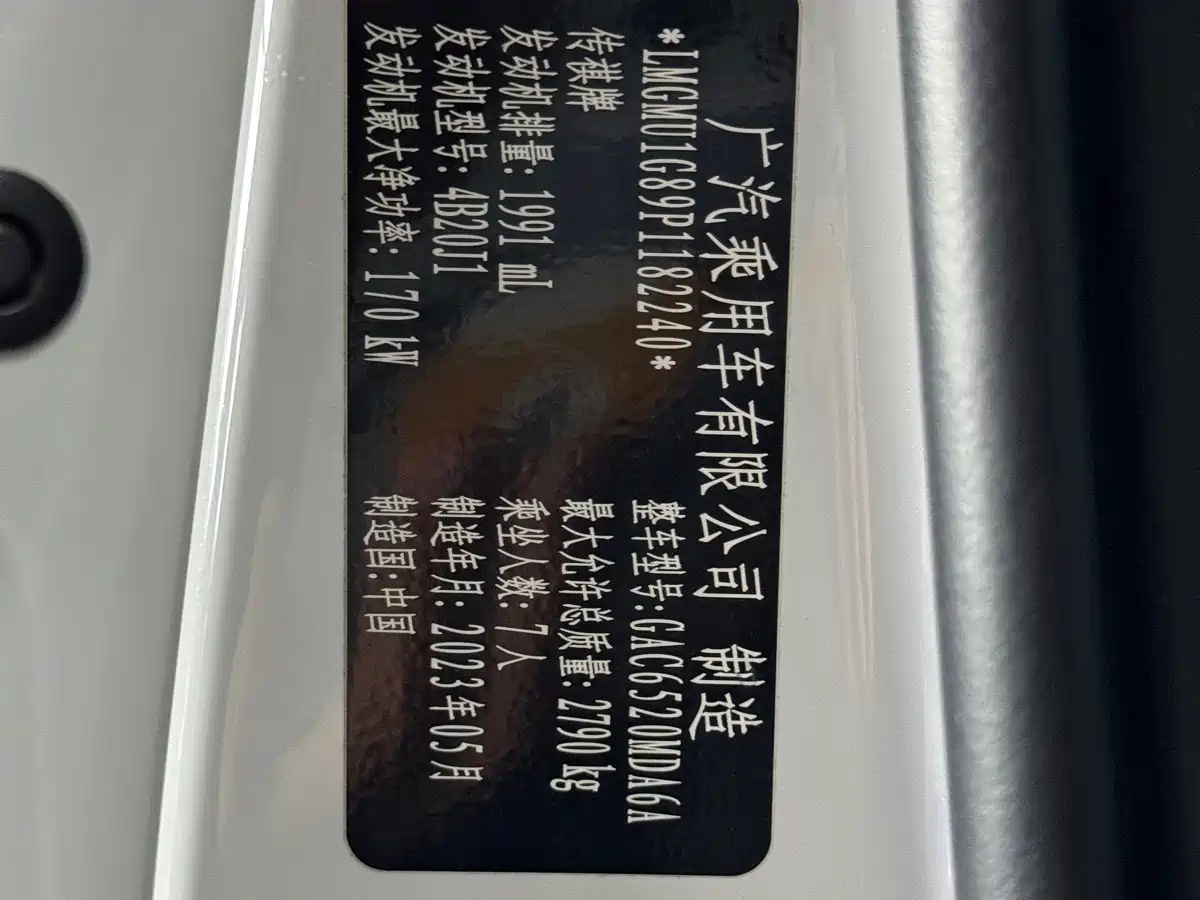 广汽乘用车有限公司 制造
*LMGMU1G89P1182240*
传祺牌
发动机排量: 1991 mL
发动机型号: 4B20J1
发动机最大净功率: 170 kW
整车型号:GAC6520MDA6A
最大允许总质量: 2790 kg
乘坐人数: 7人
制造年月: 2023年05月
制造国:中国